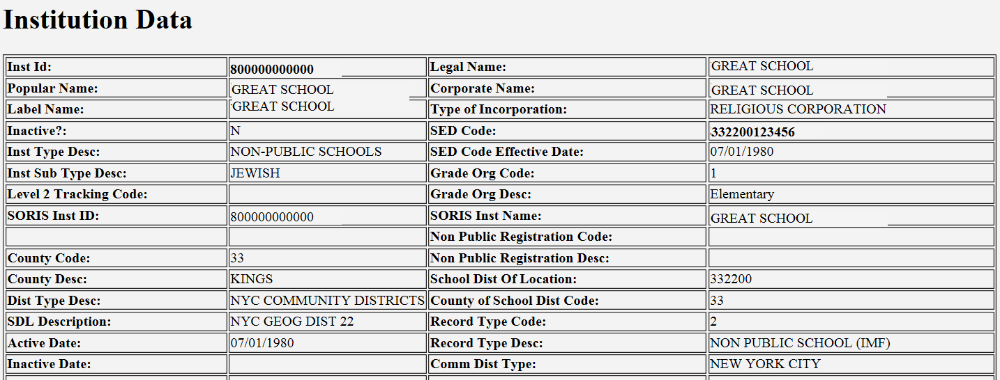 Institution Data
Inst Id: 800000000000 Legal Name: GREAT SCHOOL
Popular Name: GREAT SCHOOL Corporate Name: GREAT SCHOOL
Label Name: GREAT SCHOOL Type of Incorporation: RELIGIOUS CORPORATION
Inactive?: N SED Code: 332200123456
Inst Type Desc: NON-PUBLIC SCHOOLS SED Code Effective Date: 07/01/1980
Inst Sub Type Desc: JEWISH Grade Org Code: 1
Level 2 Tracking Code: Grade Org Desc: Elementary
SORIS Inst ID: 800000000000 SORIS Inst Name: GREAT SCHOOL
Non Public Registration Code:
County Code: 33 Non Public Registration Desc:
County Desc: KINGS School Dist Of Location: 332200
Dist Type Desc: NYC COMMUNITY DISTRICTS County of School Dist Code: 33
SDL Description: NYC GEOG DIST 22 Record Type Code: 2
Active Date: 07/01/1980 Record Type Desc: NON PUBLIC SCHOOL (IMF)
Inactive Date: Comm Dist Type: NEW YORK CITY